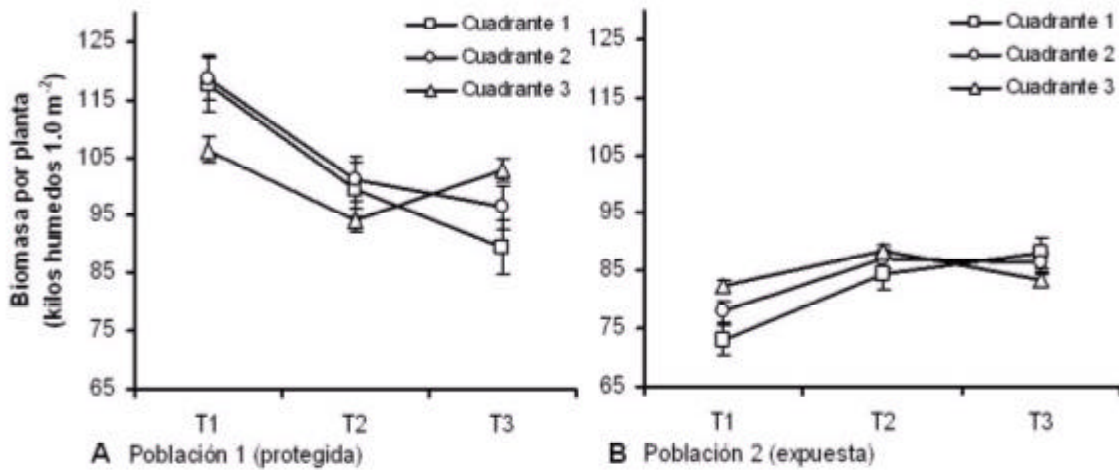 Biomasa por planta
(kilos humedos 1.0 m⁻²)
125
115
105
95
85
75
65
Cuadrante 1
Cuadrante 2
Cuadrante 3
T1 T2 T3
A Población 1 (protegida)
125
115
105
95
85
75
65
Cuadrante 1
Cuadrante 2
Cuadrante 3
T1 T2 T3
B Población 2 (expuesta)